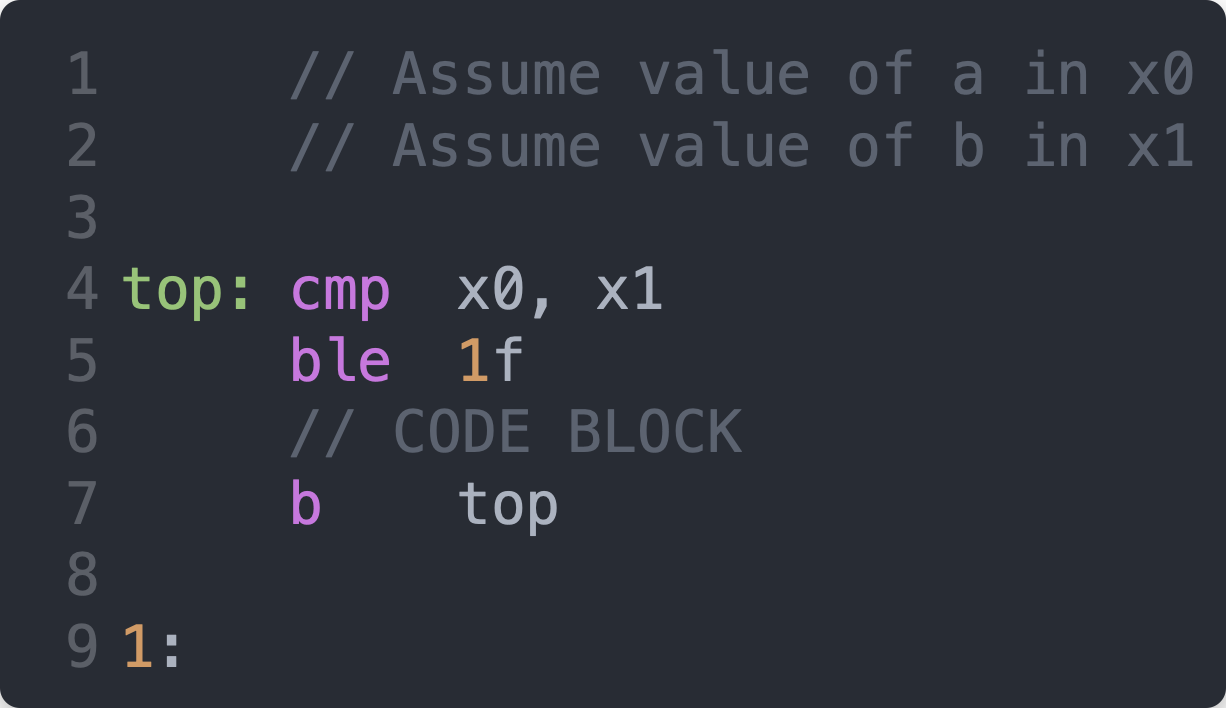 1 // Assume value of a in x0
2 // Assume value of b in x1
3
4 top: cmp x0, x1
5 ble 1f
6 // CODE BLOCK
7 b top
8
9 1: